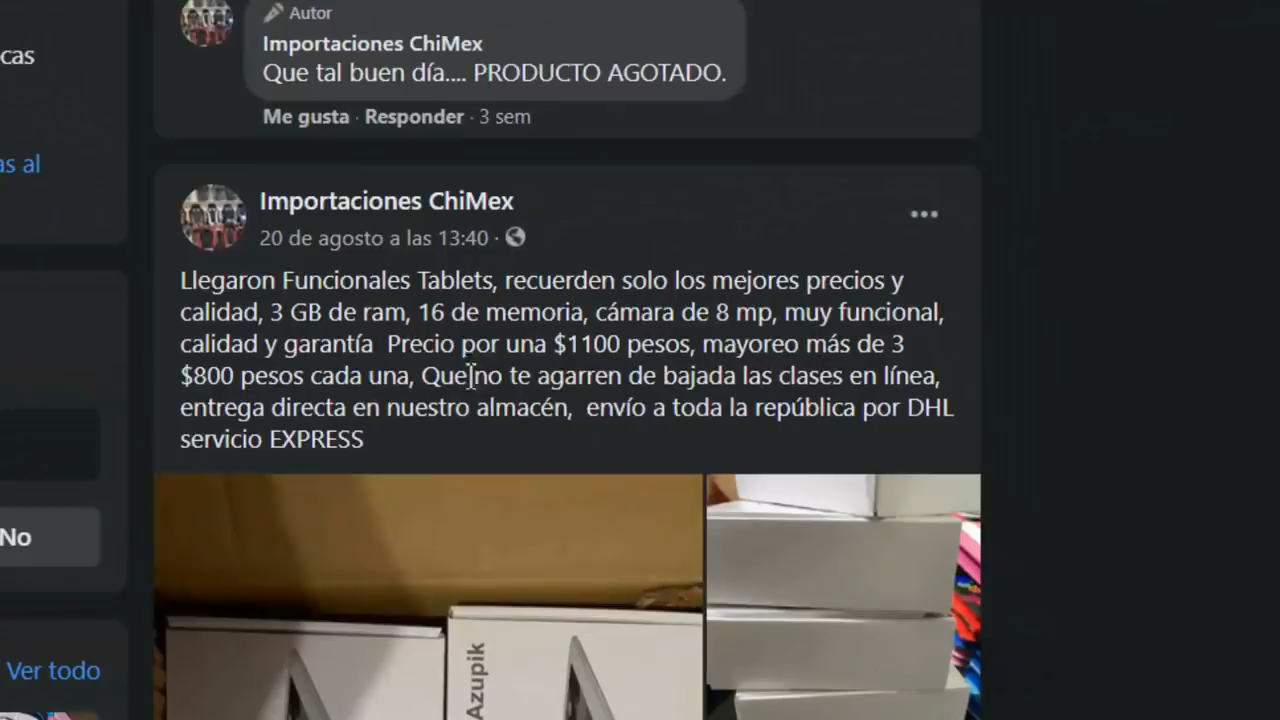 Autor
cas
Importaciones ChiMex
Que tal buen día.... PRODUCTO AGOTADO.
Me gusta · Responder · 3 sem
as al
Importaciones ChiMex
20 de agosto a las 13:40 ·
Llegaron Funcionales Tablets, recuerden solo los mejores precios y
calidad, 3 GB de ram, 16 de memoria, cámara de 8 mp, muy funcional,
calidad y garantía  Precio por una $1100 pesos, mayoreo más de 3
$800 pesos cada una, Que no te agarren de bajada las clases en línea,
entrega directa en nuestro almacén,  envío a toda la república por DHL
servicio EXPRESS
No
Ver todo
Azupik